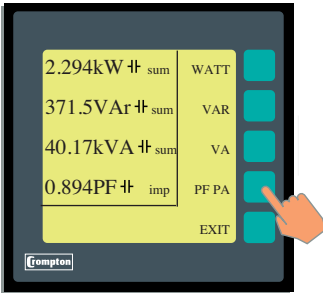 2.294kW ⊣⊢ sum WATT
371.5VAr ⊣⊢ sum VAR
40.17kVA ⊣⊢ sum VA
0.894PF ⊣⊢ imp PF PA
EXIT
Crompton